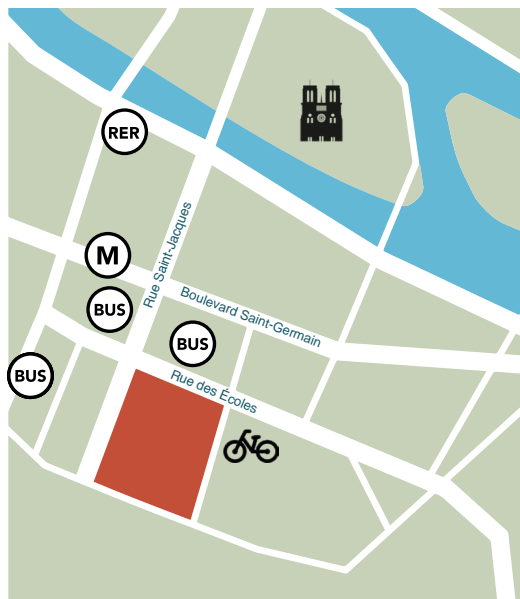 RER
Rue Saint-Jacques
M
Boulevard Saint-Germain
BUS
BUS
BUS
Rue des Écoles